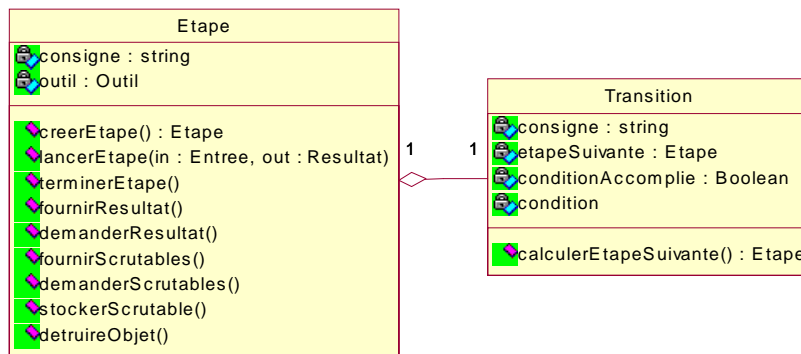 Etape
consigne : string
outil : Outil
creerEtape() : Etape
lancerEtape(in : Entree, out : Resultat)
terminerEtape()
fournirResultat()
demanderResultat()
fournirScrutables()
demanderScrutables()
stockerScrutable()
detruireObjet()
1
1
Transition
consigne : string
etapeSuivante : Etape
conditionAccomplie : Boolean
condition
calculerEtapeSuivante() : Etape